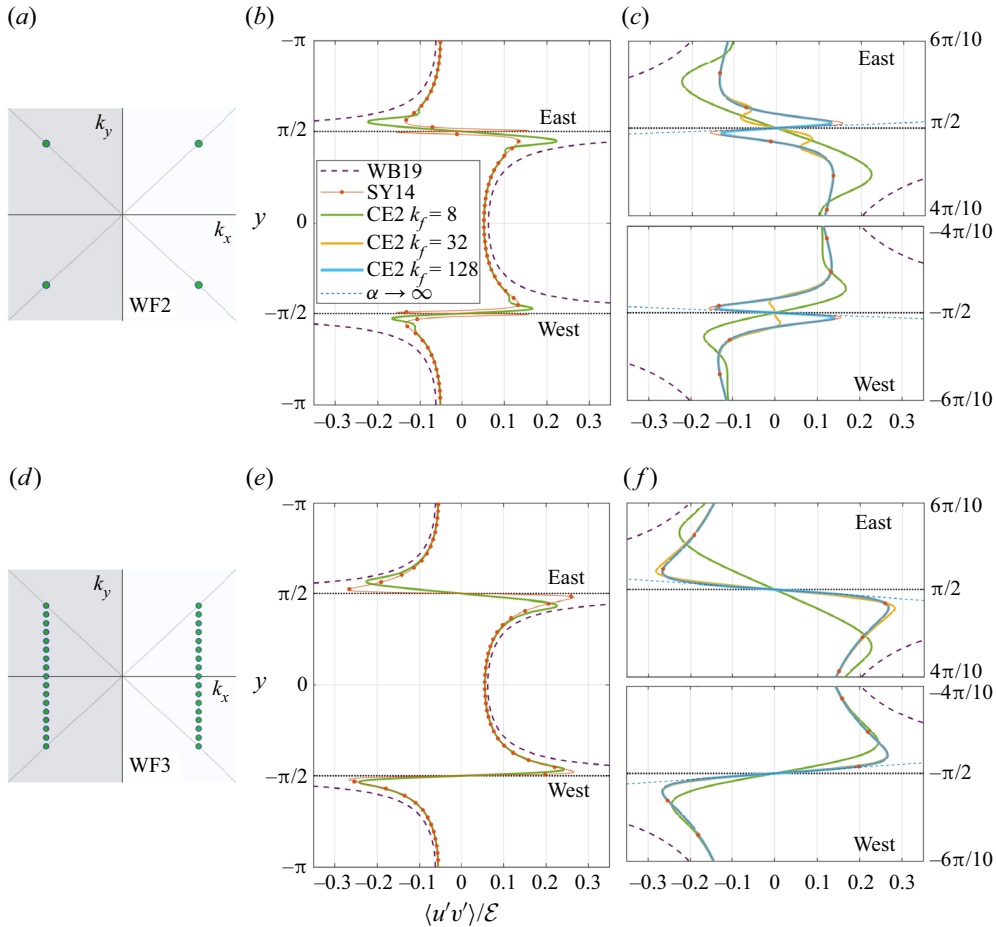 (a)
k_y
k_x
WF2
(b)
−π
π/2
y
0
−π/2
−π
East
West
WB19
SY14
CE2 k_f = 8
CE2 k_f = 32
CE2 k_f = 128
α → ∞
−0.3 −0.2 −0.1 0 0.1 0.2 0.3
(c)
East
6π/10
π/2
4π/10
−4π/10
−π/2
West
−6π/10
−0.3 −0.2 −0.1 0 0.1 0.2 0.3
(d)
k_y
k_x
WF3
(e)
−π
π/2
y
0
−π/2
−π
East
West
−0.3 −0.2 −0.1 0 0.1 0.2 0.3
⟨u′v′⟩/ℰ
(f)
East
6π/10
π/2
4π/10
−4π/10
−π/2
West
−6π/10
−0.3 −0.2 −0.1 0 0.1 0.2 0.3